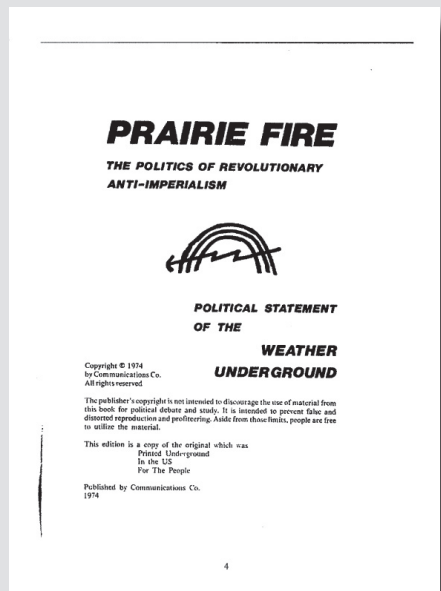 PRAIRIE FIRE
THE POLITICS OF REVOLUTIONARY
ANTI-IMPERIALISM
POLITICAL STATEMENT
OF THE
WEATHER
UNDERGROUND
Copyright © 1974
by Communications Co.
All rights reserved
The publisher's copyright is not intended to discourage the use of material from
this book for political debate and study. It is intended to prevent false and
distorted reproduction and profiteering. Aside from those limits, people are free
to utilize the material.
This edition is a copy of the original which was
Printed Underground
In the US
For The People
Published by Communications Co.
1974
4